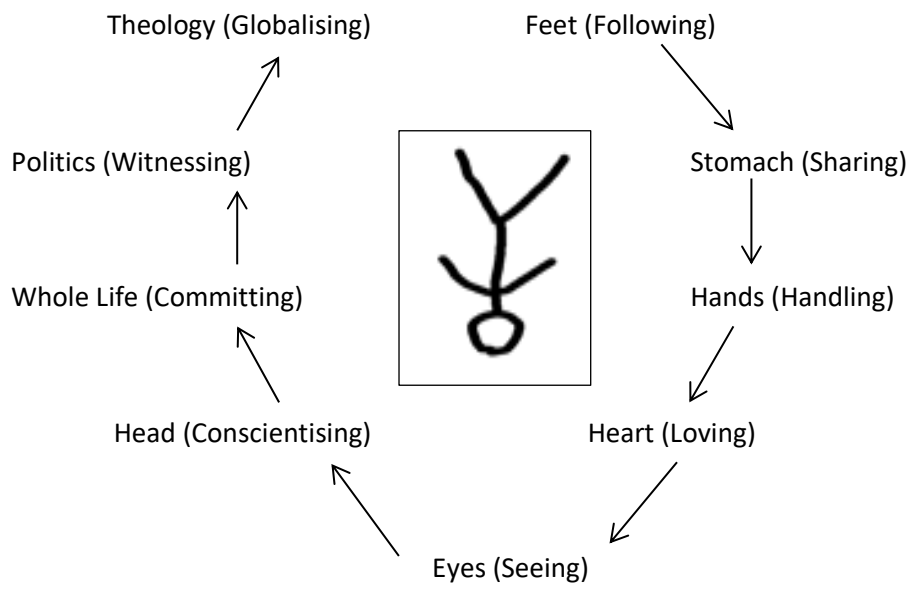 Theology (Globalising)
Feet (Following)
Politics (Witnessing)
Stomach (Sharing)
Whole Life (Committing)
Hands (Handling)
Head (Conscientising)
Heart (Loving)
Eyes (Seeing)